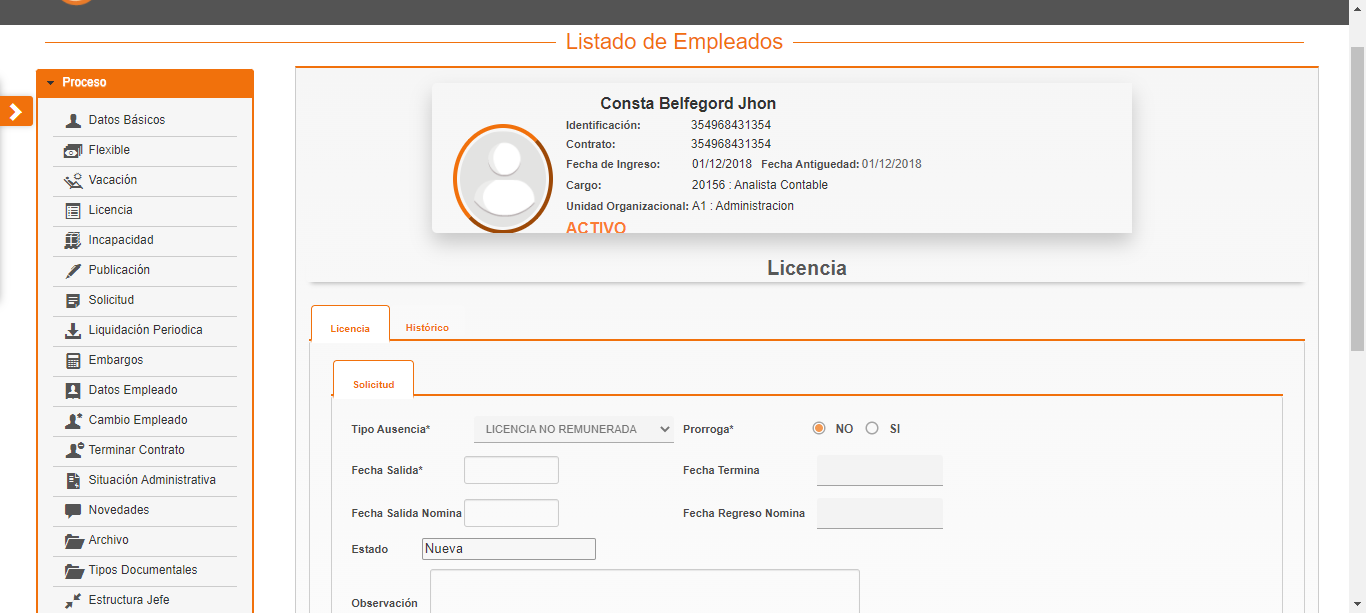 Listado de Empleados
Proceso
Datos Básicos
Flexible
Vacación
Licencia
Incapacidad
Publicación
Solicitud
Liquidación Periodica
Embargos
Datos Empleado
Cambio Empleado
Terminar Contrato
Situación Administrativa
Novedades
Archivo
Tipos Documentales
Estructura Jefe
Consta Belfegord Jhon
Identificación: 354968431354
Contrato: 354968431354
Fecha de Ingreso: 01/12/2018 Fecha Antiguedad: 01/12/2018
Cargo: 20156 : Analista Contable
Unidad Organizacional: A1 : Administracion
ACTIVO
Licencia
Licencia Histórico
Solicitud
Tipo Ausencia* LICENCIA NO REMUNERADA Prorroga* NO SI
Fecha Salida* Fecha Termina
Fecha Salida Nomina Fecha Regreso Nomina
Estado Nueva
Observación